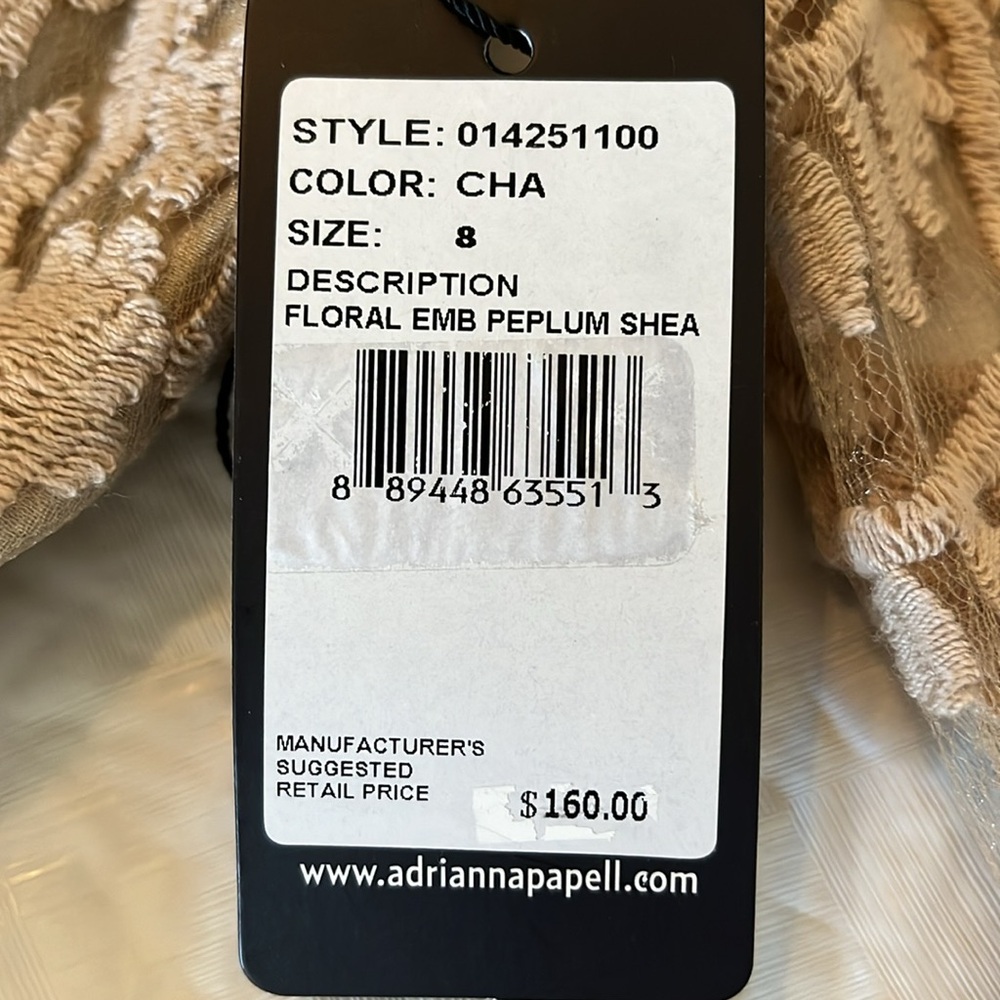 STYLE: 014251100
COLOR: CHA
SIZE: 8
DESCRIPTION
FLORAL EMB PEPLUM SHEA
8 89448 63551 3
MANUFACTURER'S
SUGGESTED
RETAIL PRICE
$160.00
www.adriannapapell.com